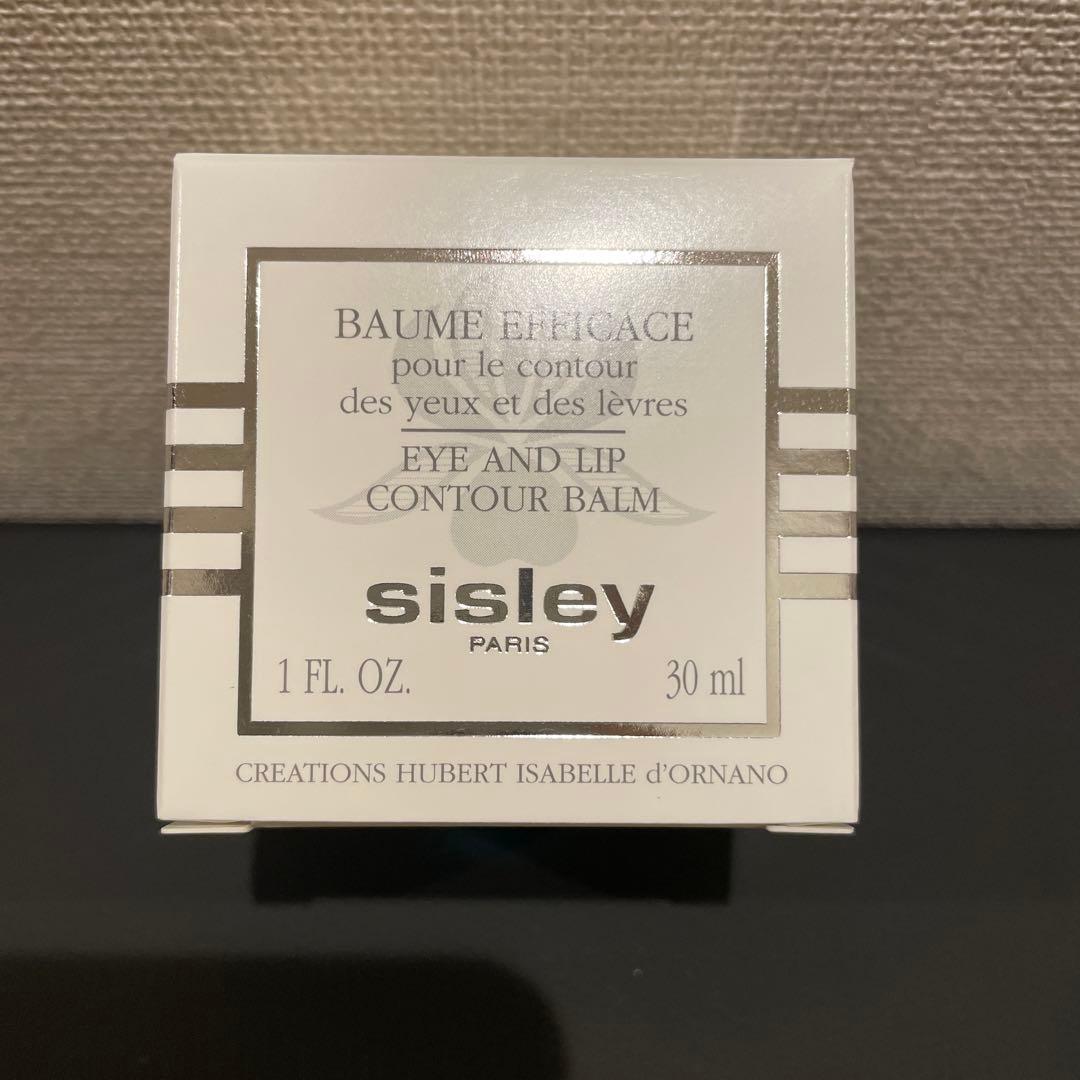 BAUME EFFICACE
pour le contour
des yeux et des lèvres
EYE AND LIP
CONTOUR BALM
sisley
PARIS
1 FL. OZ. 30 ml
CREATIONS HUBERT ISABELLE d'ORNANO